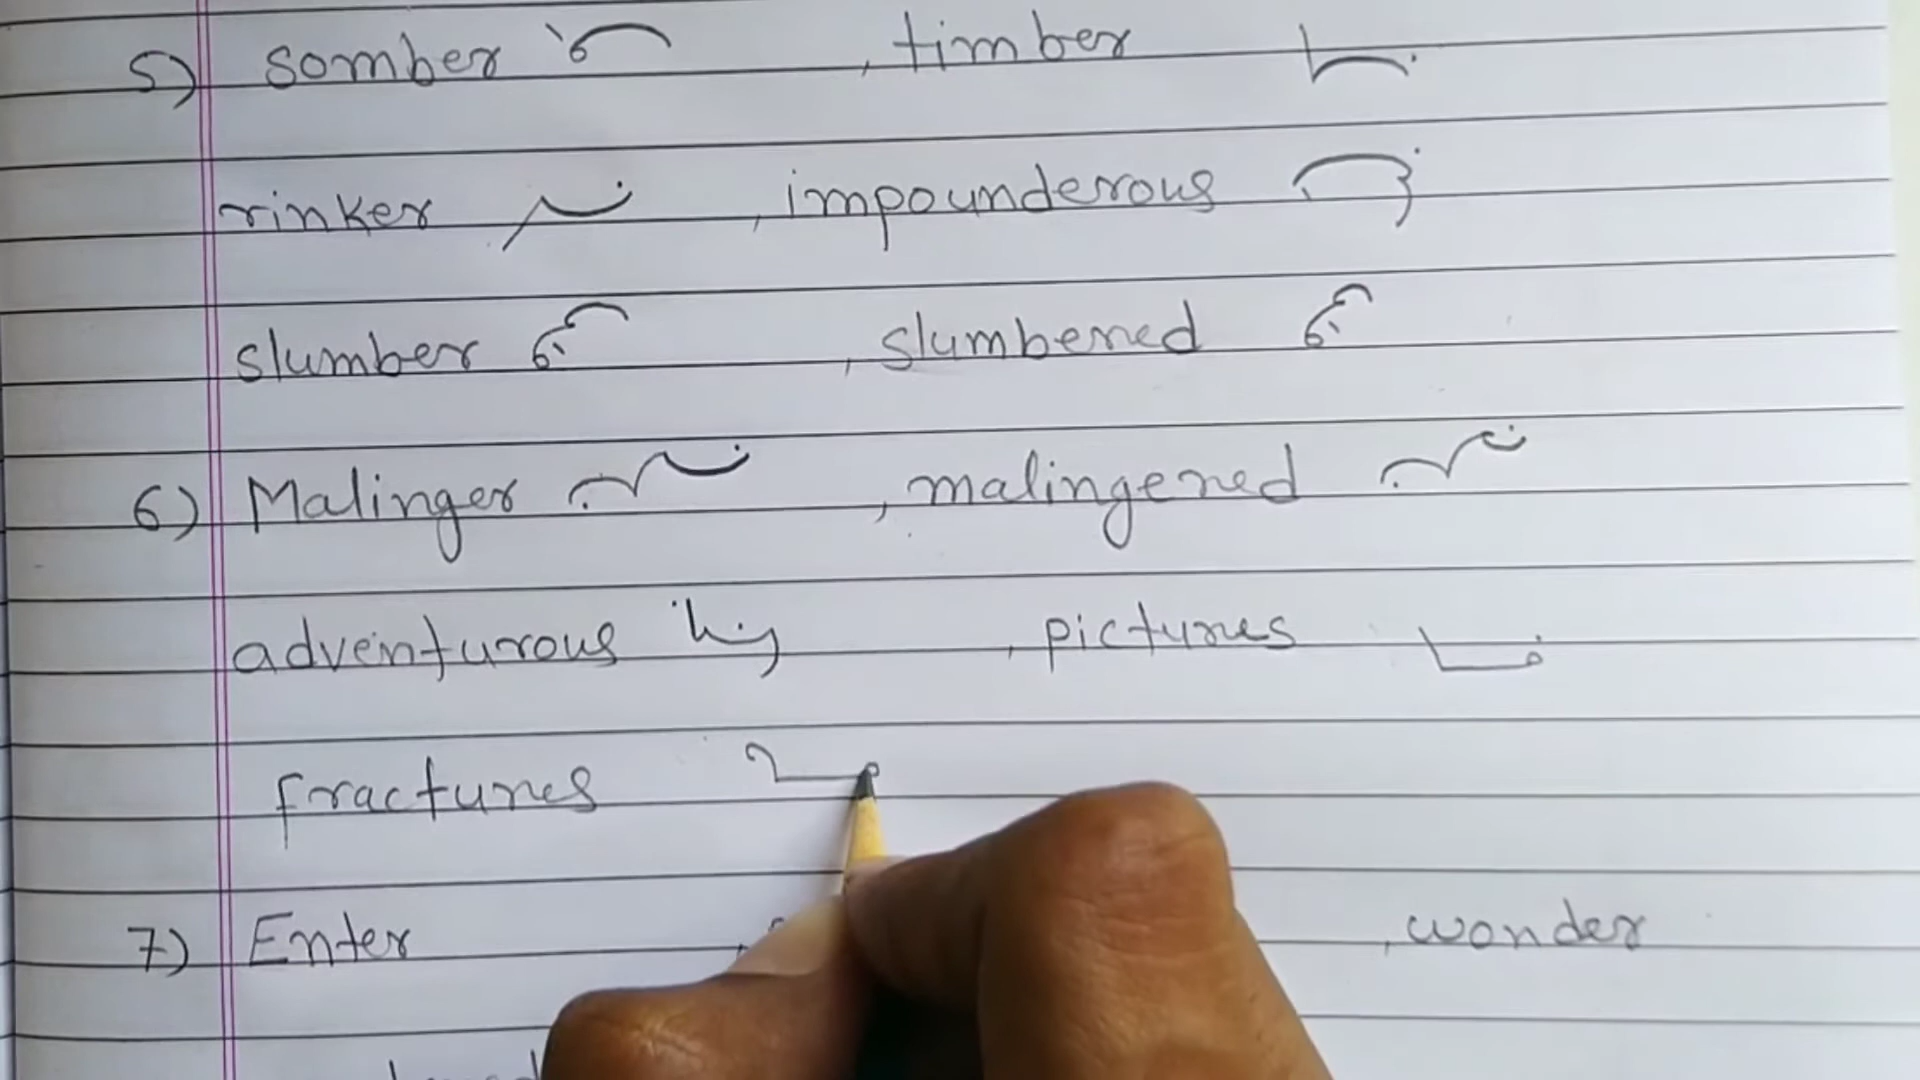 5) somber , timber
rinker , impounderous
slumber , slumbered
6) Malinger , malingered
adventurous , pictures
fractures
7) Enter , , wonder